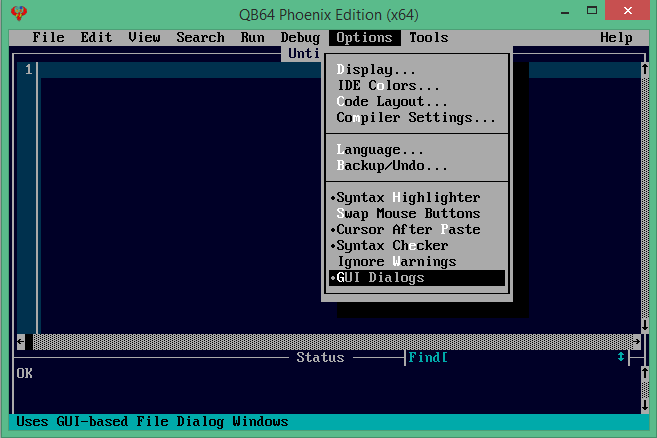 QB64 Phoenix Edition (x64)
File Edit View Search Run Debug Options Tools Help
Unti
1
Display...
IDE Colors...
Code Layout...
Compiler Settings...
Language...
Backup/Undo...
•Syntax Highlighter
Swap Mouse Buttons
•Cursor After Paste
•Syntax Checker
Ignore Warnings
•GUI Dialogs
Status Find[
OK
Uses GUI-based File Dialog Windows